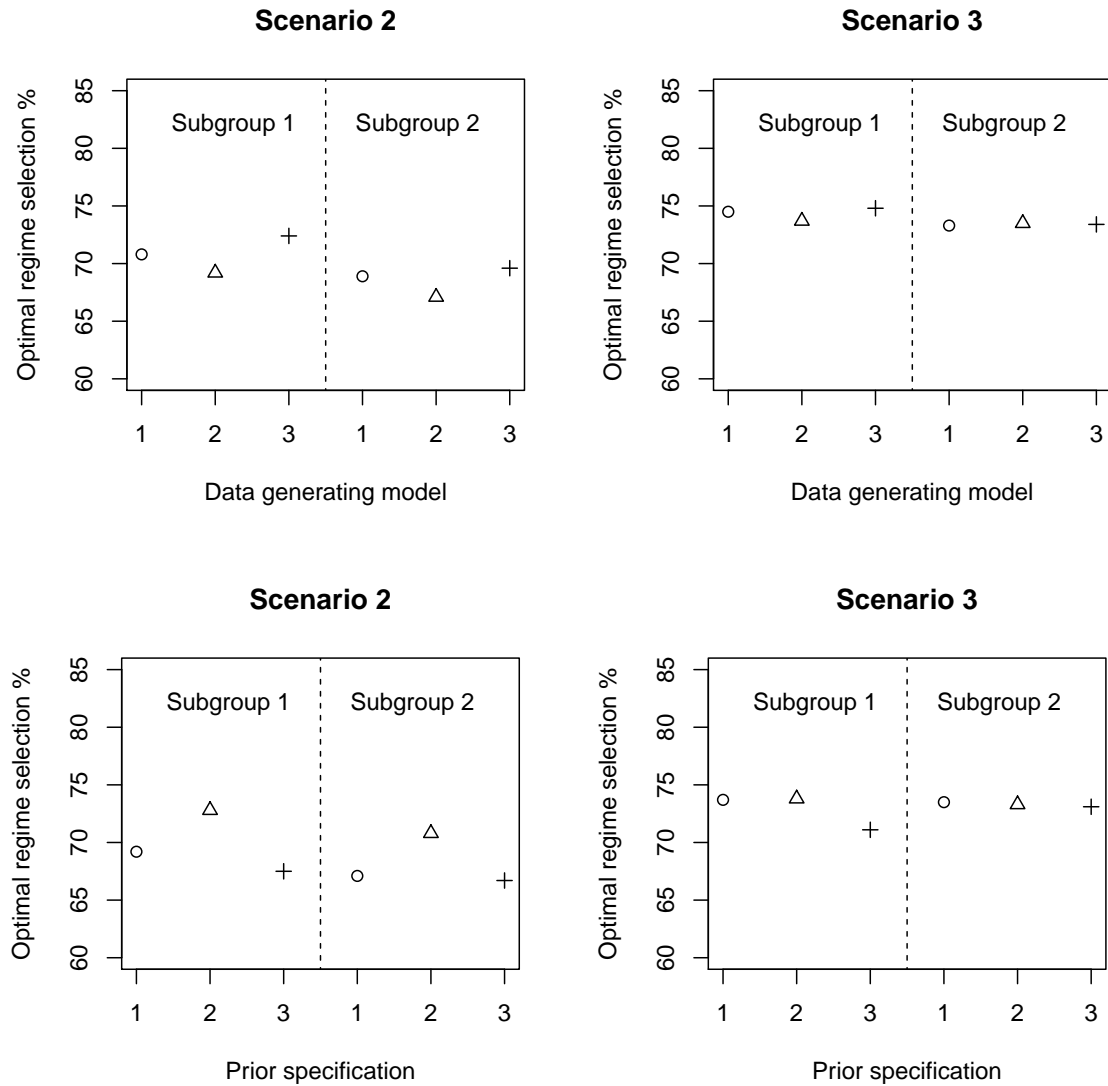 Scenario 2
Optimal regime selection %
85
80
75
70
65
60
Subgroup 1 Subgroup 2
1 2 3 1 2 3
Data generating model
Scenario 3
Optimal regime selection %
85
80
75
70
65
60
Subgroup 1 Subgroup 2
1 2 3 1 2 3
Data generating model
Scenario 2
Optimal regime selection %
85
80
75
70
65
60
Subgroup 1 Subgroup 2
1 2 3 1 2 3
Prior specification
Scenario 3
Optimal regime selection %
85
80
75
70
65
60
Subgroup 1 Subgroup 2
1 2 3 1 2 3
Prior specification